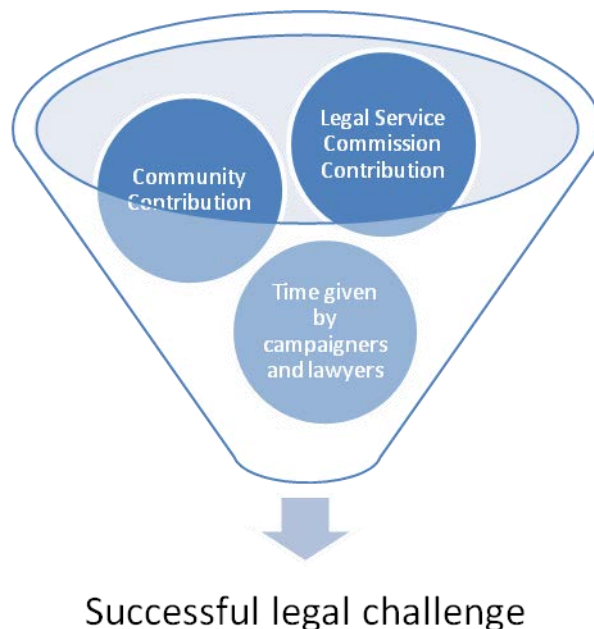 Legal Service
Commission
Contribution
Community
Contribution
Time given
by
campaigners
and lawyers
Successful legal challenge